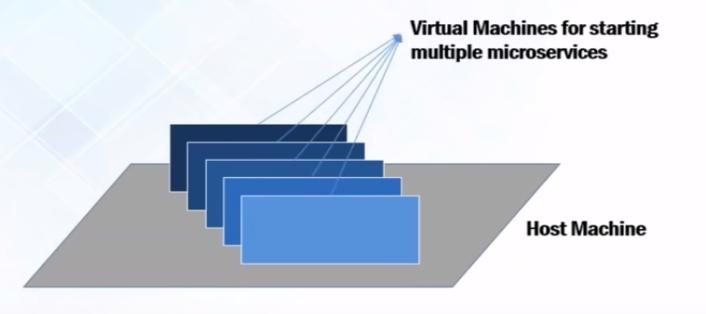 Virtual Machines for starting
multiple microservices
Host Machine